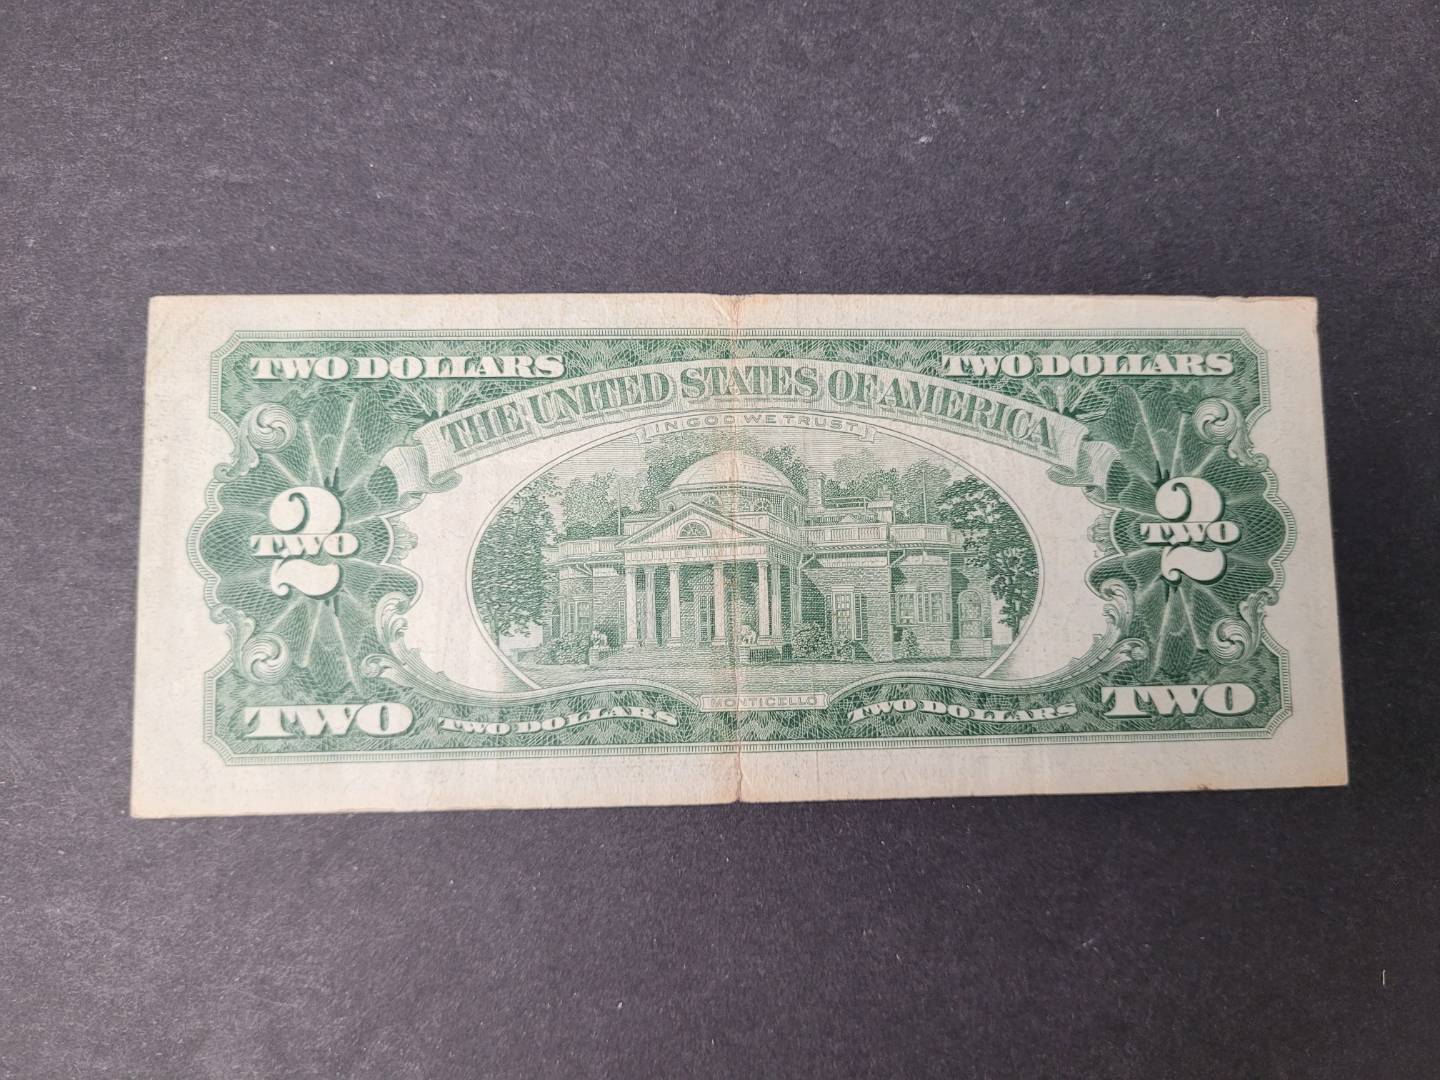 TWO DOLLARS
TWO DOLLARS
THE UNITED STATES OF AMERICA
IN GOD WE TRUST
2
TWO
2
TWO
MONTICELLO
TWO
TWO DOLLARS
TWO DOLLARS
TWO